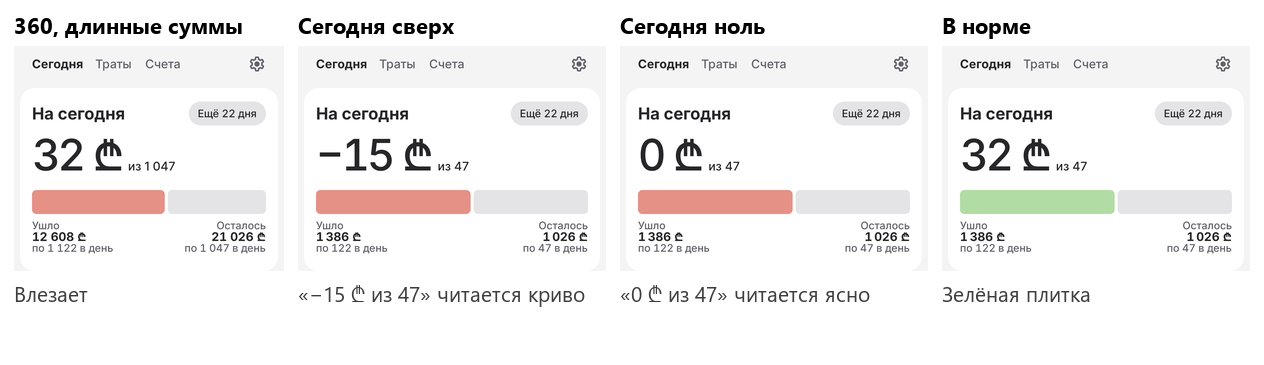 360, длинные суммы
Сегодня Траты Счета
На сегодня Ещё 22 дня
32 ₾ из 1 047
Ушло Осталось
12 608 ₾ 21 026 ₾
по 1 122 в день по 1 047 в день
Влезает
Сегодня сверх
Сегодня Траты Счета
На сегодня Ещё 22 дня
−15 ₾ из 47
Ушло Осталось
1 386 ₾ 1 026 ₾
по 122 в день по 47 в день
«−15 ₾ из 47» читается криво
Сегодня ноль
Сегодня Траты Счета
На сегодня Ещё 22 дня
0 ₾ из 47
Ушло Осталось
1 386 ₾ 1 026 ₾
по 122 в день по 47 в день
«0 ₾ из 47» читается ясно
В норме
Сегодня Траты Счета
На сегодня Ещё 22 дня
32 ₾ из 47
Ушло Осталось
1 386 ₾ 1 026 ₾
по 122 в день по 47 в день
Зелёная плитка